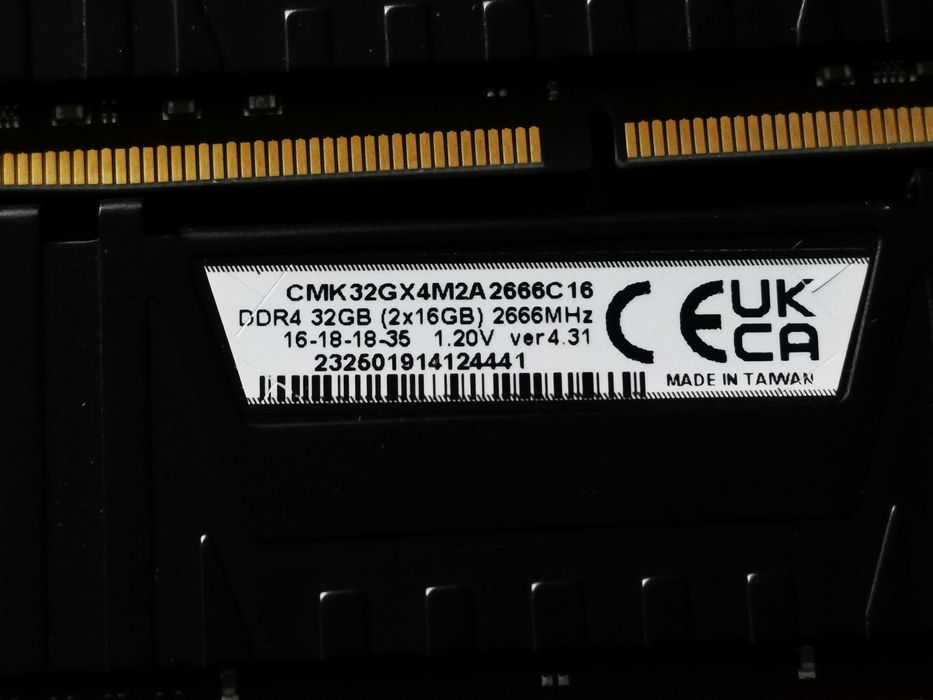 CMK32GX4M2A2666C16
DDR4 32GB (2x16GB) 2666MHz
16-18-18-35 1.20V ver4.31
232501914124441
CE
UK
CA
MADE IN TAIWAN